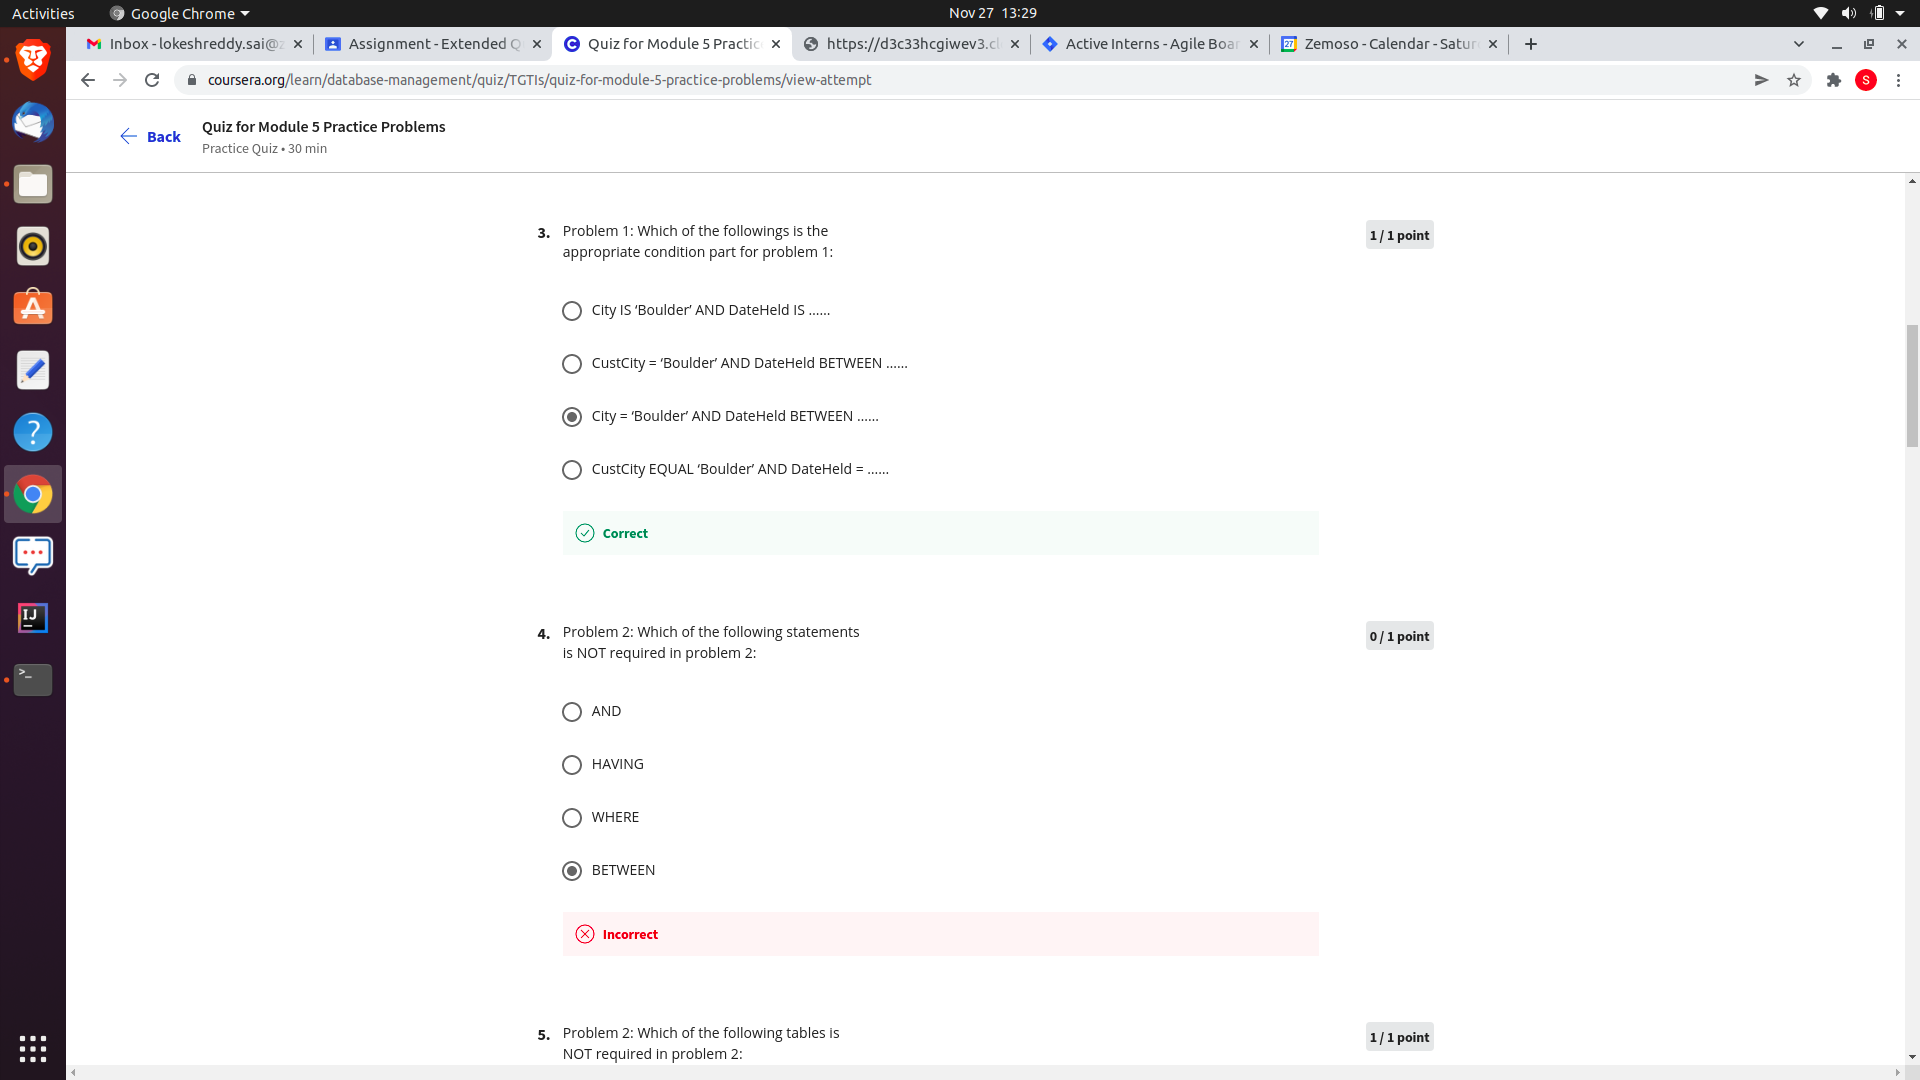 Activities
Google Chrome
Nov 27 13:29
Inbox - lokeshreddy.sai@z
Assignment - Extended Q
Quiz for Module 5 Practic
https://d3c33hcgiwev3.cl
Active Interns - Agile Boar
27
Zemoso - Calendar - Satur
coursera.org/learn/database-management/quiz/TGTIs/quiz-for-module-5-practice-problems/view-attempt
S
Back
Quiz for Module 5 Practice Problems
Practice Quiz • 30 min
3. Problem 1: Which of the followings is the
appropriate condition part for problem 1:
1 / 1 point
City IS ‘Boulder’ AND DateHeld IS ......
CustCity = ‘Boulder’ AND DateHeld BETWEEN ......
City = ‘Boulder’ AND DateHeld BETWEEN ......
CustCity EQUAL ‘Boulder’ AND DateHeld = ......
Correct
4. Problem 2: Which of the following statements
is NOT required in problem 2:
0 / 1 point
AND
HAVING
WHERE
BETWEEN
Incorrect
5. Problem 2: Which of the following tables is
NOT required in problem 2:
1 / 1 point
IJ